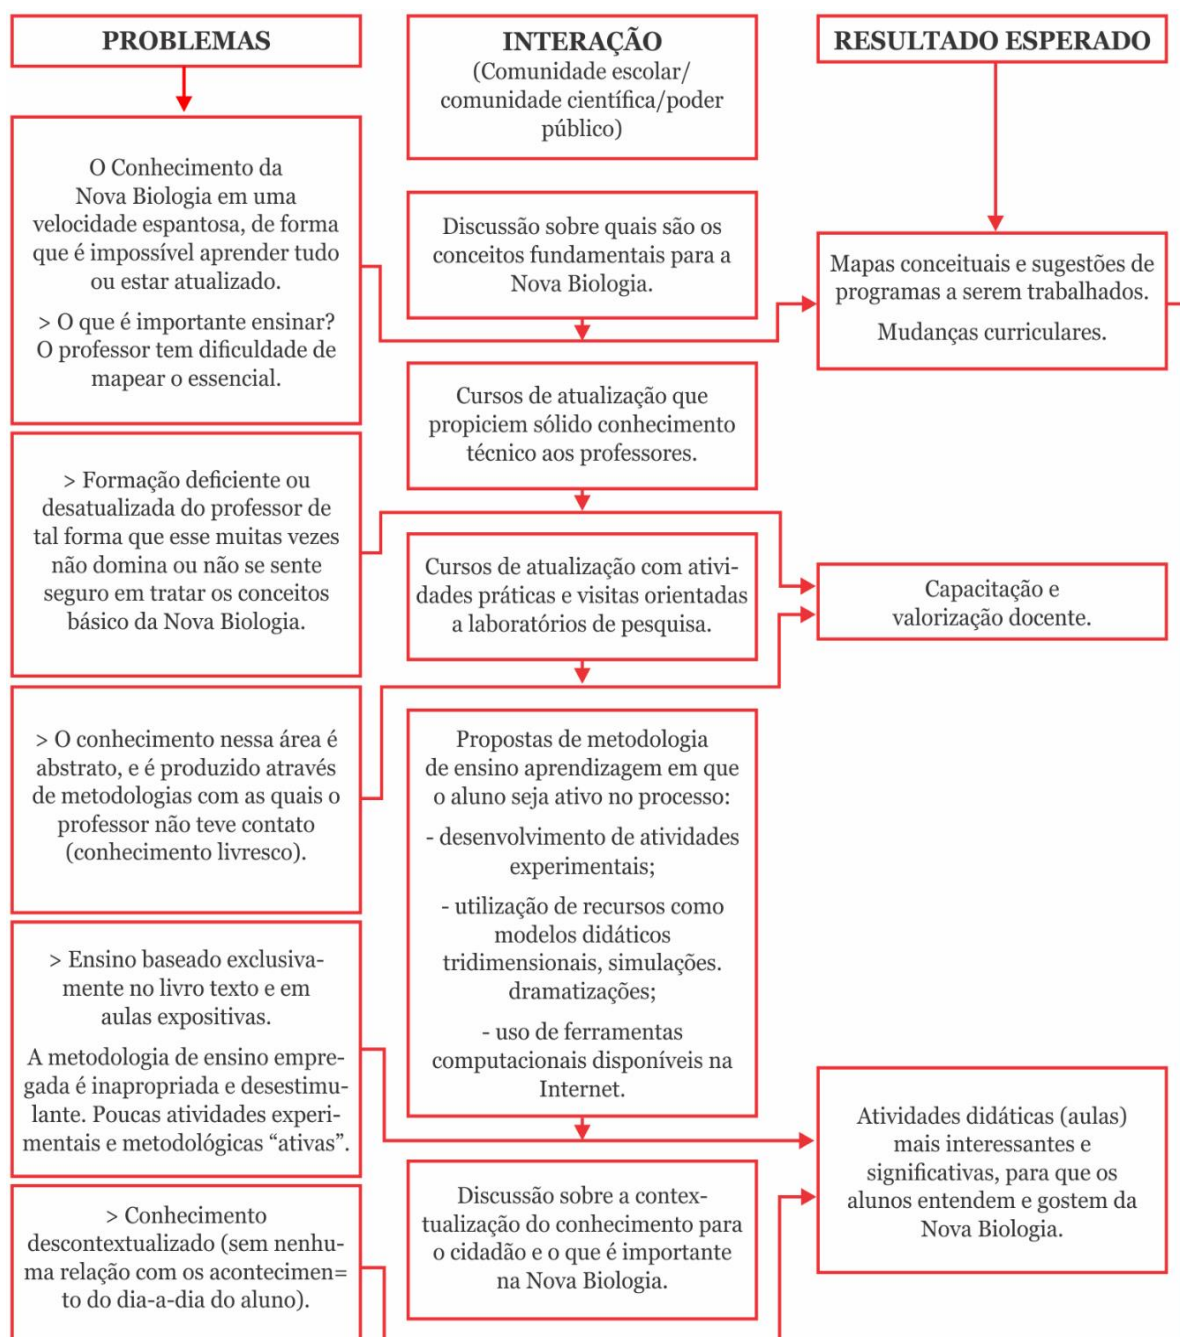 PROBLEMAS
O Conhecimento da
Nova Biologia em uma
velocidade espantosa, de forma
que é impossível aprender tudo
ou estar atualizado.
> O que é importante ensinar?
O professor tem dificuldade de
mapear o essencial.
> Formação deficiente ou
desatualizada do professor de
tal forma que esse muitas vezes
não domina ou não se sente
seguro em tratar os conceitos
básico da Nova Biologia.
> O conhecimento nessa área é
abstrato, e é produzido através
de metodologias com as quais o
professor não teve contato
(conhecimento livresco).
> Ensino baseado exclusiva-
mente no livro texto e em
aulas expositivas.
A metodologia de ensino empre-
gada é inapropriada e desestimu-
lante. Poucas atividades experi-
mentais e metodológicas “ativas”.
> Conhecimento
descontextualizado (sem nenhu-
ma relação com os acontecimen=
to do dia-a-dia do aluno).
INTERAÇÃO
(Comunidade escolar/
comunidade científica/poder
público)
Discussão sobre quais são os
conceitos fundamentais para a
Nova Biologia.
Cursos de atualização que
propiciem sólido conhecimento
técnico aos professores.
Cursos de atualização com ativi-
dades práticas e visitas orientadas
a laboratórios de pesquisa.
Propostas de metodologia
de ensino aprendizagem em que
o aluno seja ativo no processo:
- desenvolvimento de atividades
experimentais;
- utilização de recursos como
modelos didáticos
tridimensionais, simulações.
dramatizações;
- uso de ferramentas
computacionais disponíveis na
Internet.
Discussão sobre a contex-
tualização do conhecimento para
o cidadão e o que é importante
na Nova Biologia.
RESULTADO ESPERADO
Mapas conceituais e sugestões de
programas a serem trabalhados.
Mudanças curriculares.
Capacitação e
valorização docente.
Atividades didáticas (aulas)
mais interessantes e
significativas, para que os
alunos entendem e gostem da
Nova Biologia.